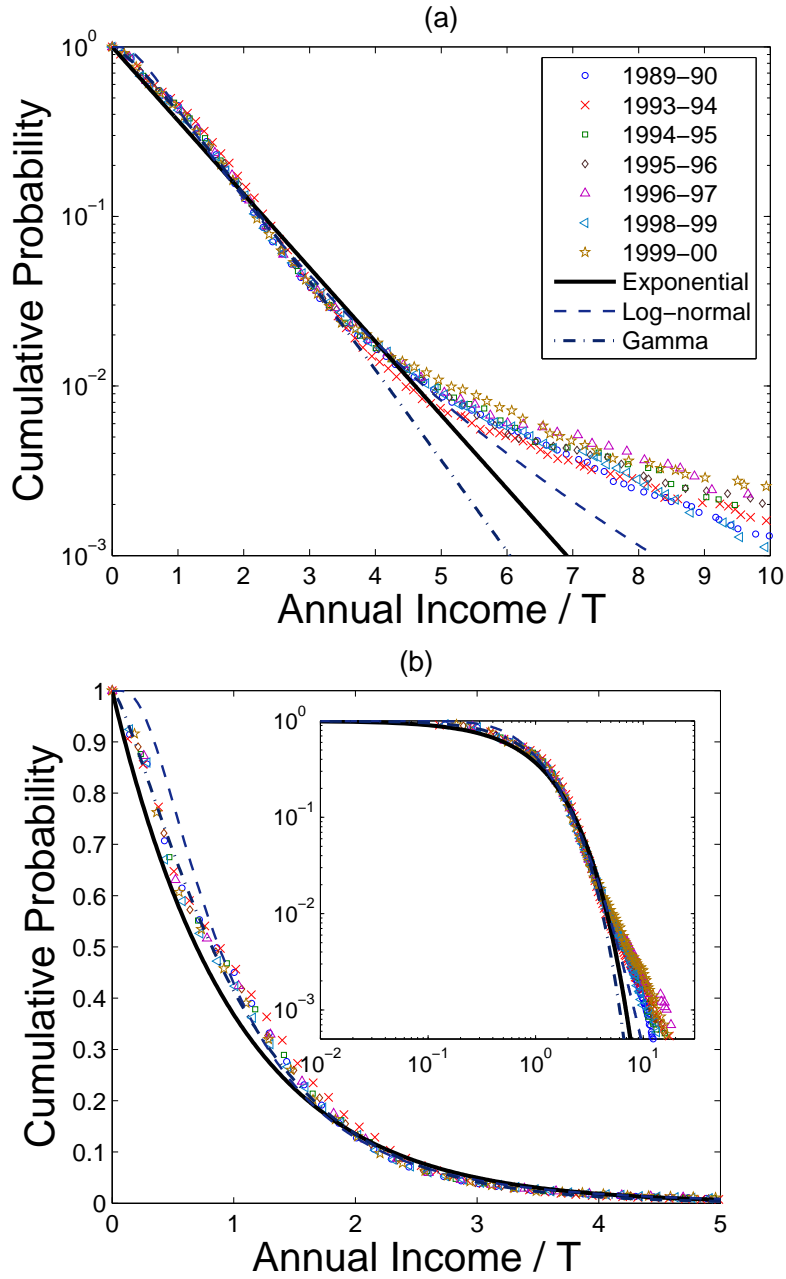 (a)
10^0
10^-1
10^-2
10^-3
Cumulative Probability
1989–90
1993–94
1994–95
1995–96
1996–97
1998–99
1999–00
Exponential
Log–normal
Gamma
0 1 2 3 4 5 6 7 8 9 10
Annual Income / T
(b)
1
0.9
0.8
0.7
0.6
0.5
0.4
0.3
0.2
0.1
0
Cumulative Probability
10^0
10^-1
10^-2
10^-3
10^-2 10^-1 10^0 10^1
0 1 2 3 4 5
Annual Income / T